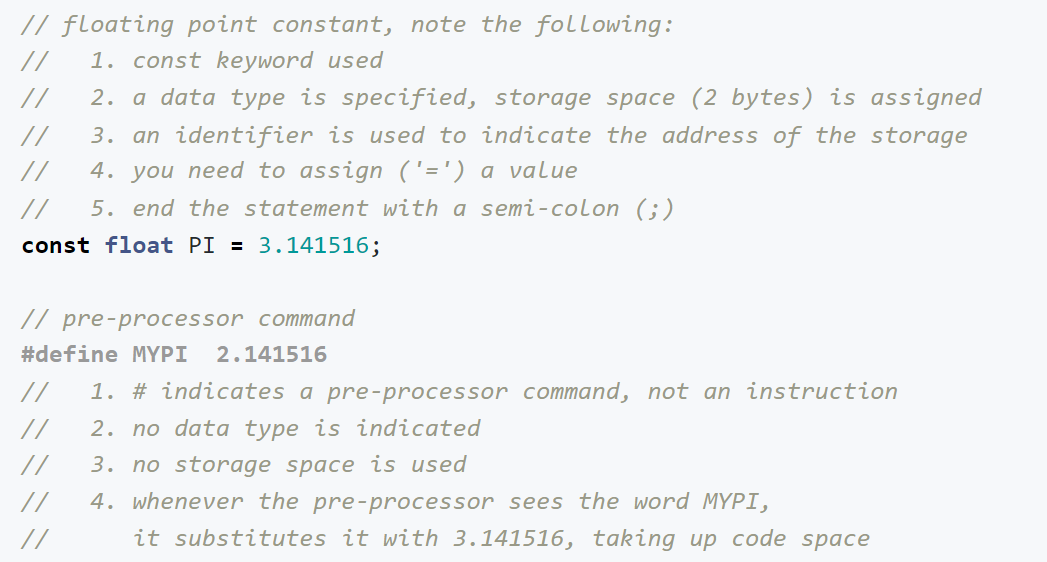 // floating point constant, note the following:
//   1. const keyword used
//   2. a data type is specified, storage space (2 bytes) is assigned
//   3. an identifier is used to indicate the address of the storage
//   4. you need to assign ('=') a value
//   5. end the statement with a semi-colon (;)
const float PI = 3.141516;

// pre-processor command
#define MYPI  2.141516
//   1. # indicates a pre-processor command, not an instruction
//   2. no data type is indicated
//   3. no storage space is used
//   4. whenever the pre-processor sees the word MYPI,
//      it substitutes it with 3.141516, taking up code space